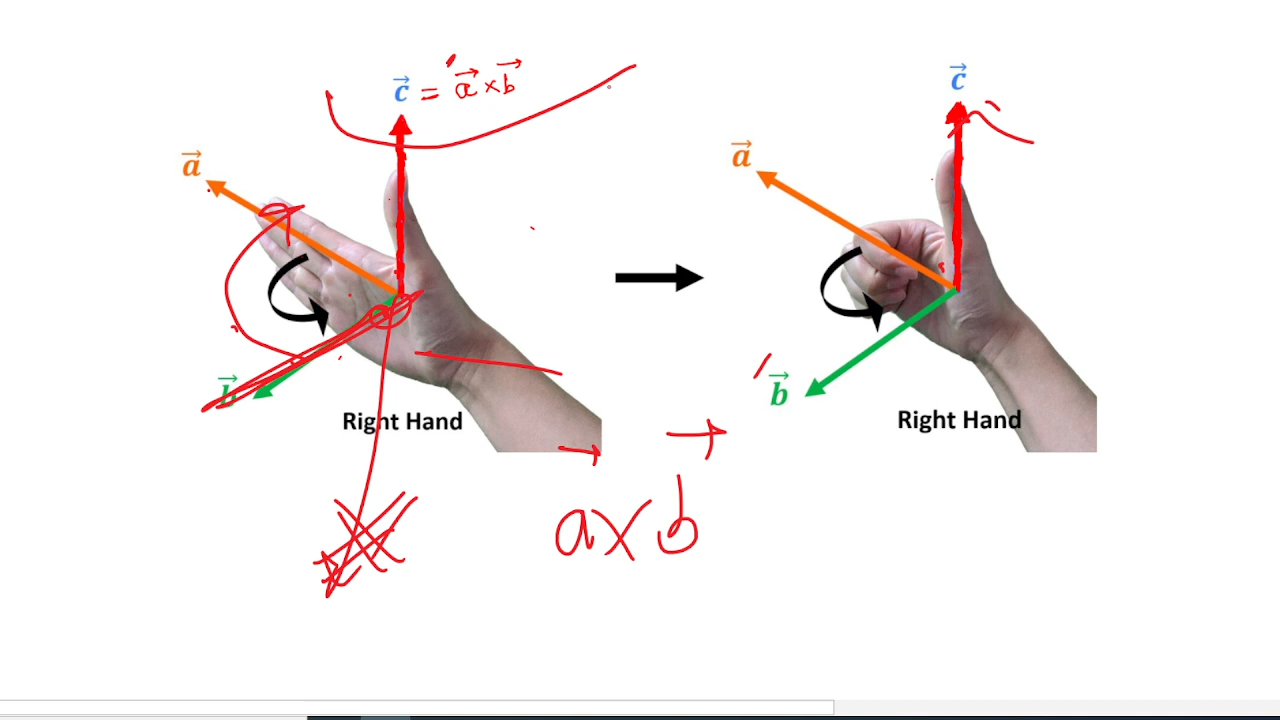 c⃗ = a⃗ × b⃗
c⃗
a⃗
a⃗
b⃗
b⃗
Right Hand
Right Hand
a⃗ × b⃗